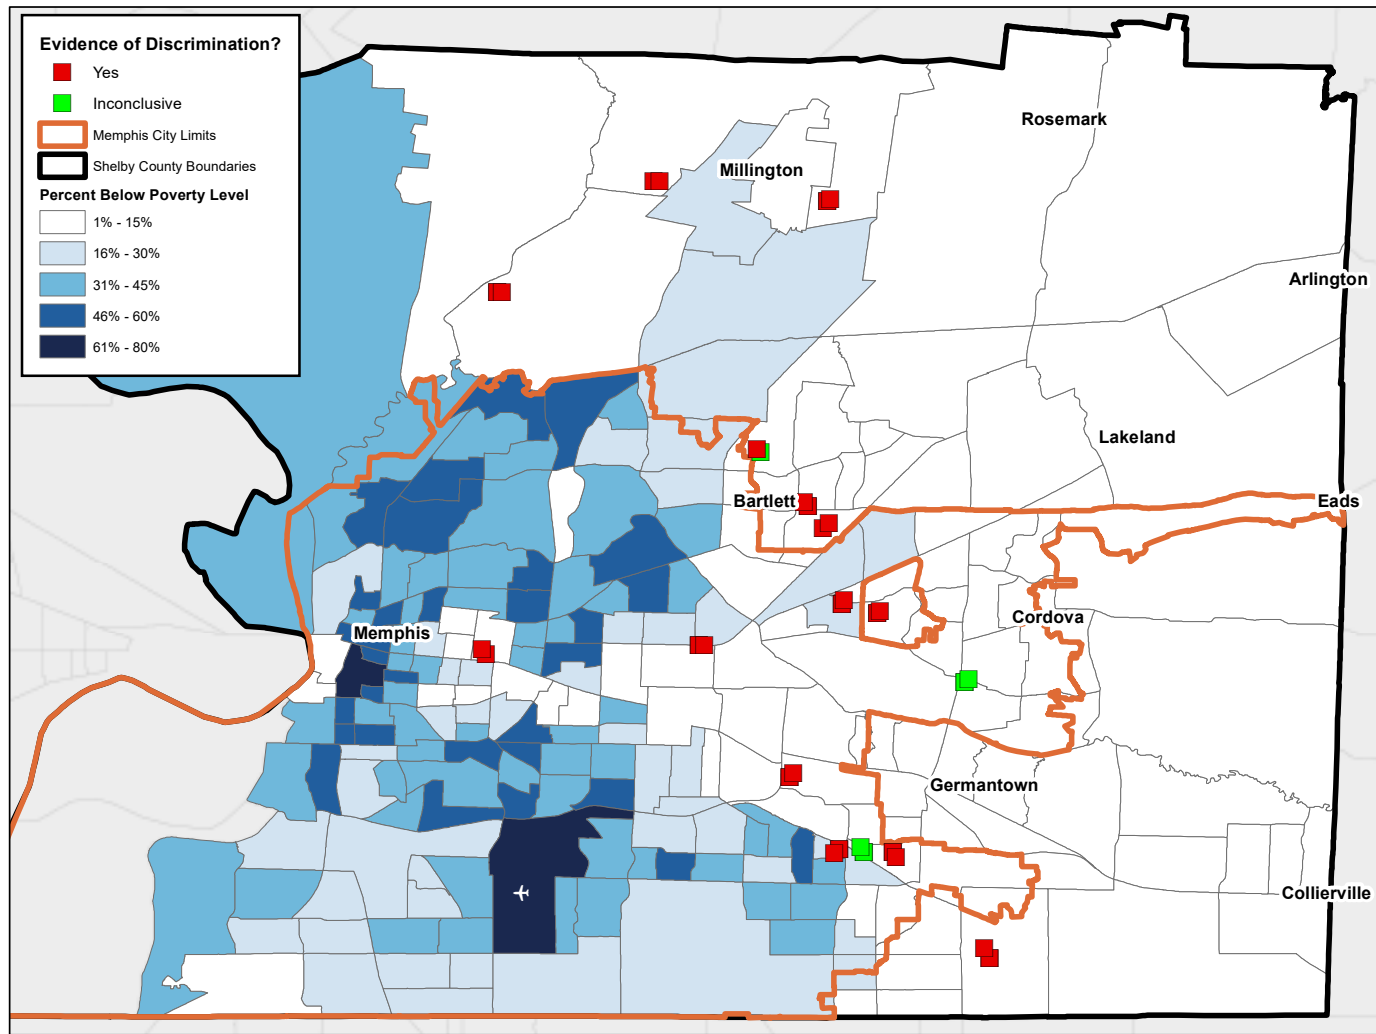 Evidence of Discrimination?
Yes
Inconclusive
Memphis City Limits
Shelby County Boundaries
Percent Below Poverty Level
1% - 15%
16% - 30%
31% - 45%
46% - 60%
61% - 80%
Rosemark
Millington
Arlington
Lakeland
Bartlett
Eads
Cordova
Memphis
Germantown
Collierville